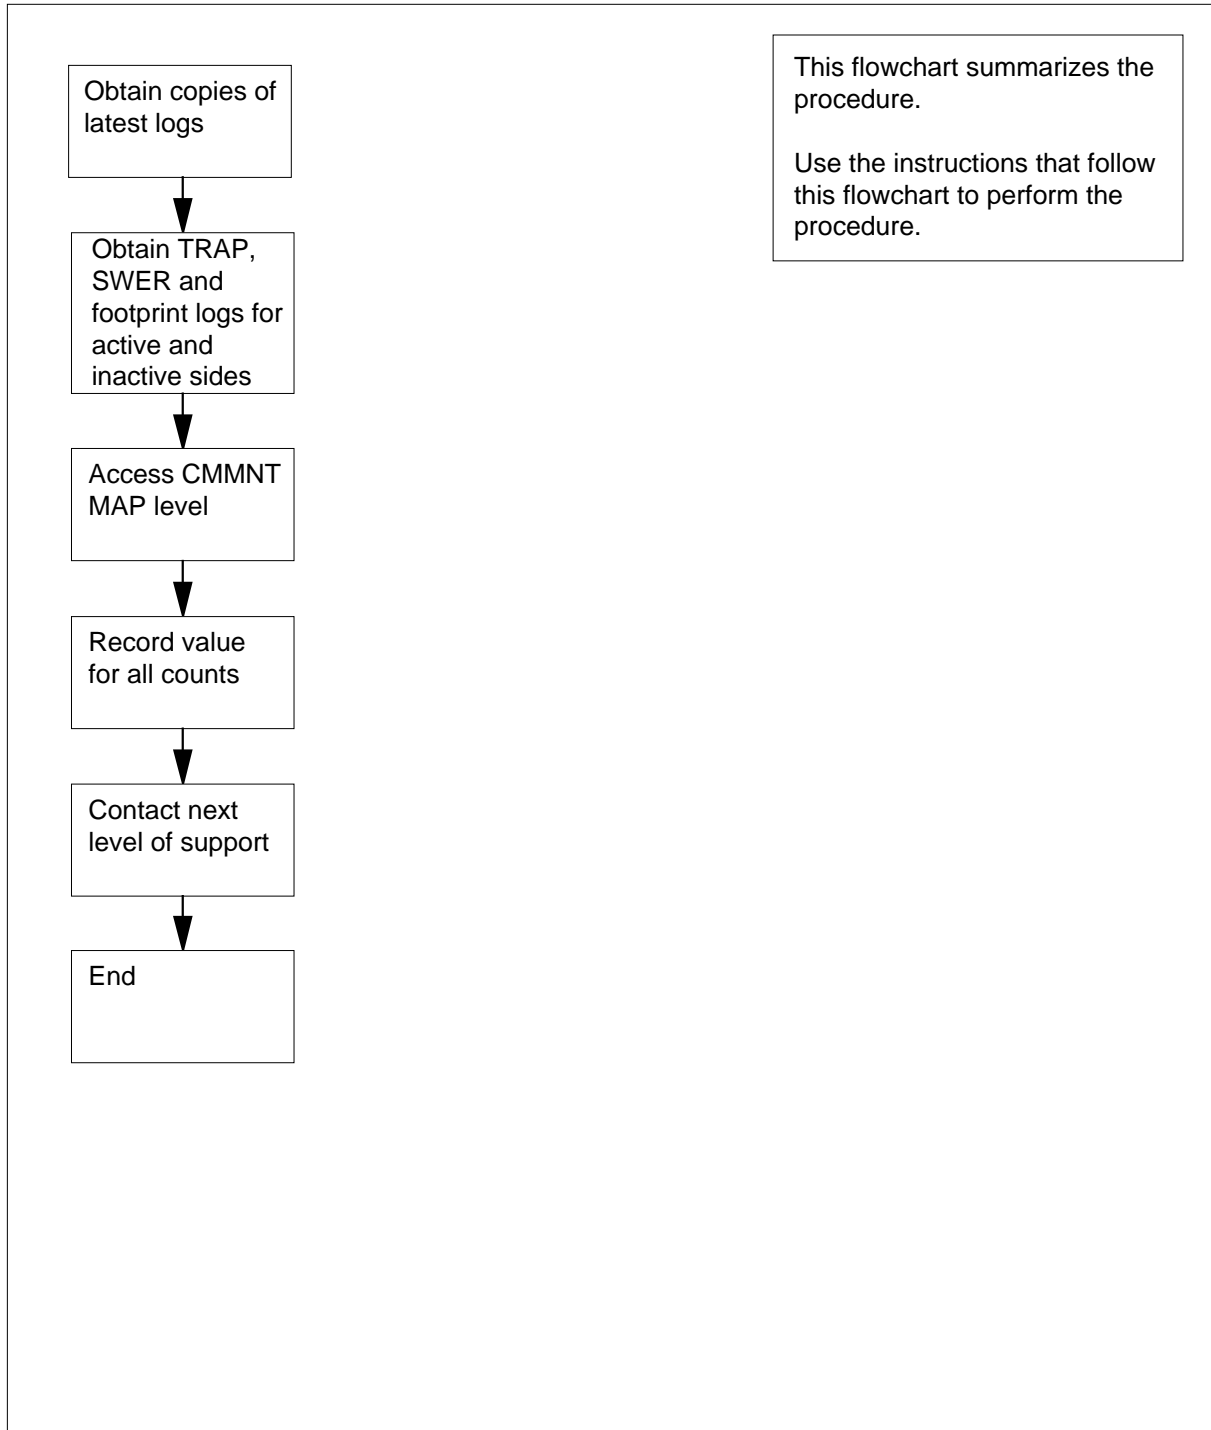 Obtain copies of
latest logs
Obtain TRAP,
SWER and
footprint logs for
active and
inactive sides
Access CMMNT
MAP level
Record value
for all counts
Contact next
level of support
End
This flowchart summarizes the
procedure.
Use the instructions that follow
this flowchart to perform the
procedure.